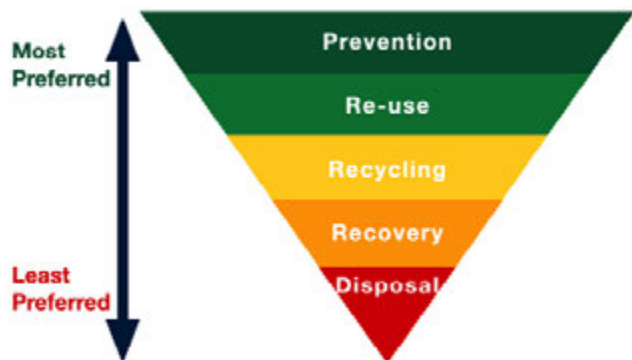 Most
Preferred
Prevention
Re-use
Recycling
Recovery
Disposal
Least
Preferred